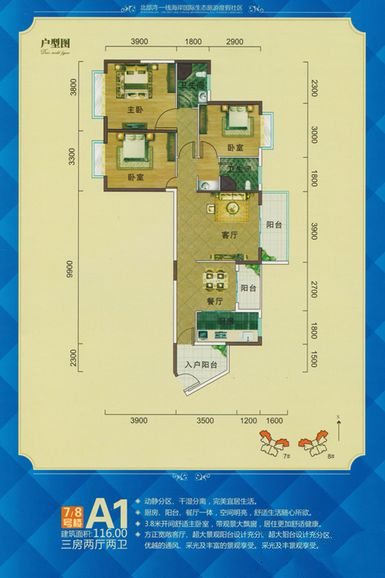 北部湾一线海岸国际生态旅游度假社区
户型图
3900 1800 2900
3800
3300
9900
2300
2300
3000
1800
3900
2700
1800
1500
主卧
卫生间
卧室
卧室
客厅
阳台
餐厅
阳台
厨房
入户阳台
3900 3500 1200 1600
7# 8#
7/8
号楼
A1
建筑面积:116.00
三房两厅两卫
动静分区、干湿分离，完美宜居生活。
厨房、阳台、餐厅一体，空间明亮，舒适生活随心所欲。
3.8米开间舒适主卧室，带观景大飘窗，居住更加舒适健康。
方正宽敞客厅、超大景观阳台设计充分、超大阳台设计充分区、
优越的通风、采光及丰富的景观享受。采光及丰富景观享受。